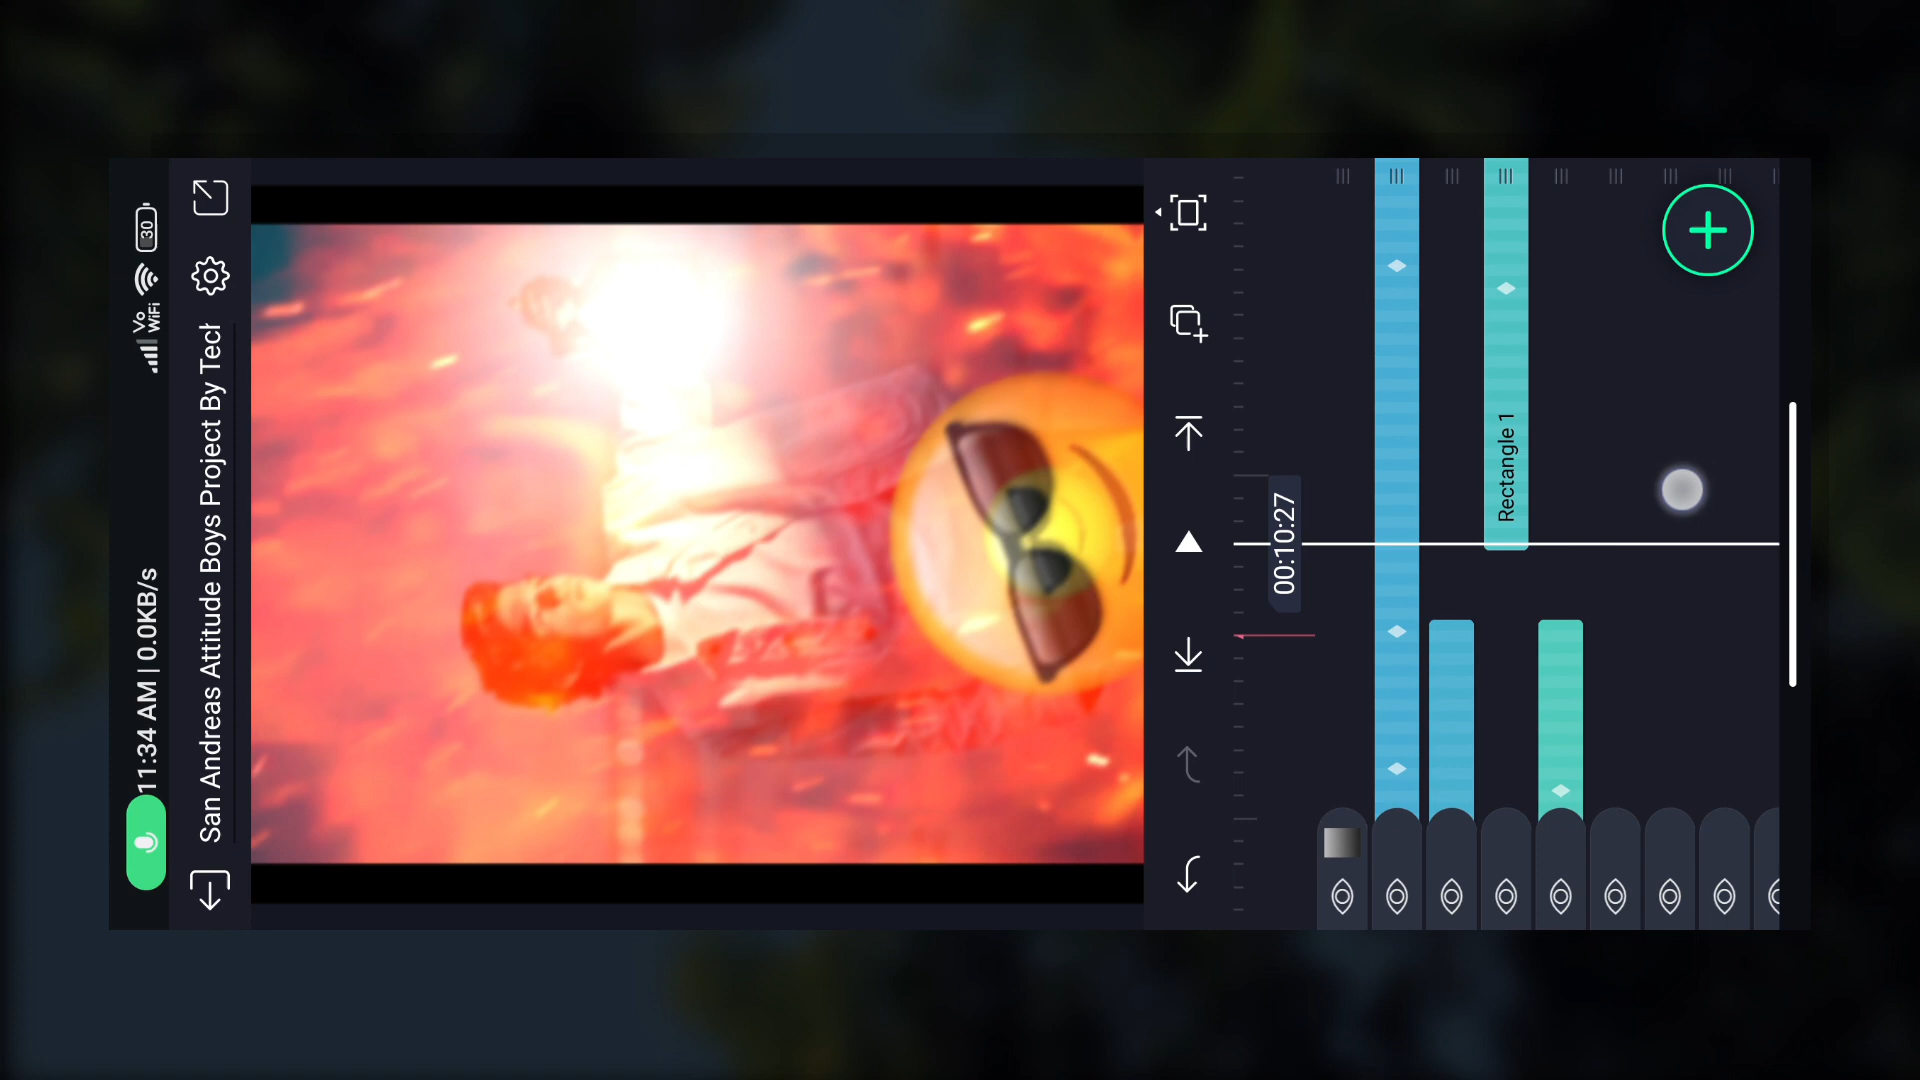 11:34 AM | 0.0KB/s
Vo
WiFi
30
San Andreas Attitude Boys Project By Tech
00:10:27
Rectangle 1